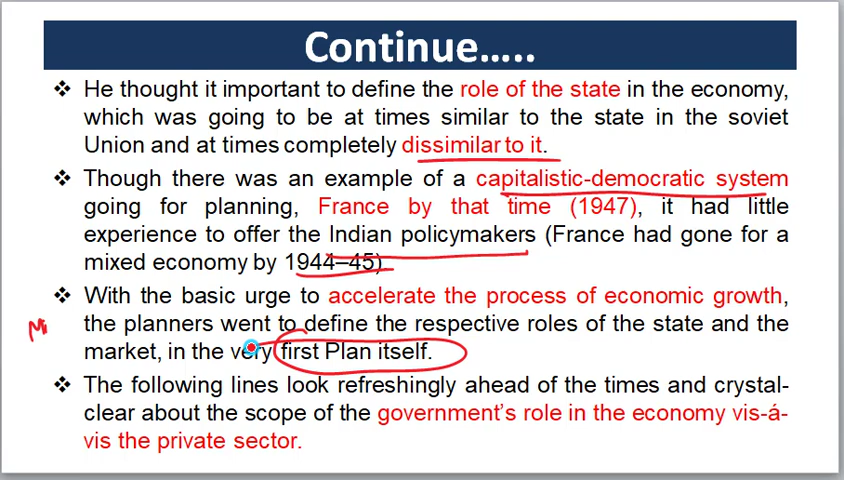 Continue…..
❖ He thought it important to define the role of the state in the economy,
which was going to be at times similar to the state in the soviet
Union and at times completely dissimilar to it.
❖ Though there was an example of a capitalistic-democratic system
going for planning, France by that time (1947), it had little
experience to offer the Indian policymakers (France had gone for a
mixed economy by 1944–45).
❖ With the basic urge to accelerate the process of economic growth,
the planners went to define the respective roles of the state and the
market, in the very first Plan itself.
❖ The following lines look refreshingly ahead of the times and crystal-
clear about the scope of the government's role in the economy vis-á-
vis the private sector.